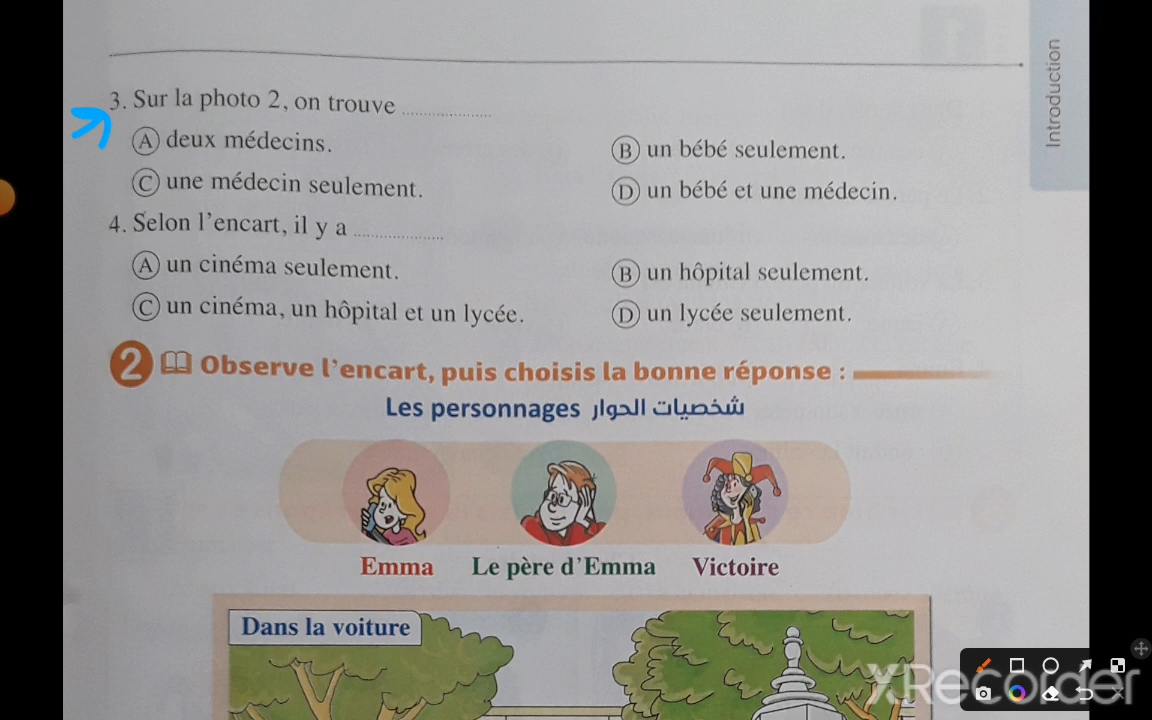 Introduction
3. Sur la photo 2, on trouve ..................
A deux médecins.
B un bébé seulement.
C une médecin seulement.
D un bébé et une médecin.
4. Selon l'encart, il y a ..................
A un cinéma seulement.
B un hôpital seulement.
C un cinéma, un hôpital et un lycée.
D un lycée seulement.
2 Observe l'encart, puis choisis la bonne réponse :
Les personnages شخصيات الحوار
Emma Le père d'Emma Victoire
Dans la voiture
XRecorder